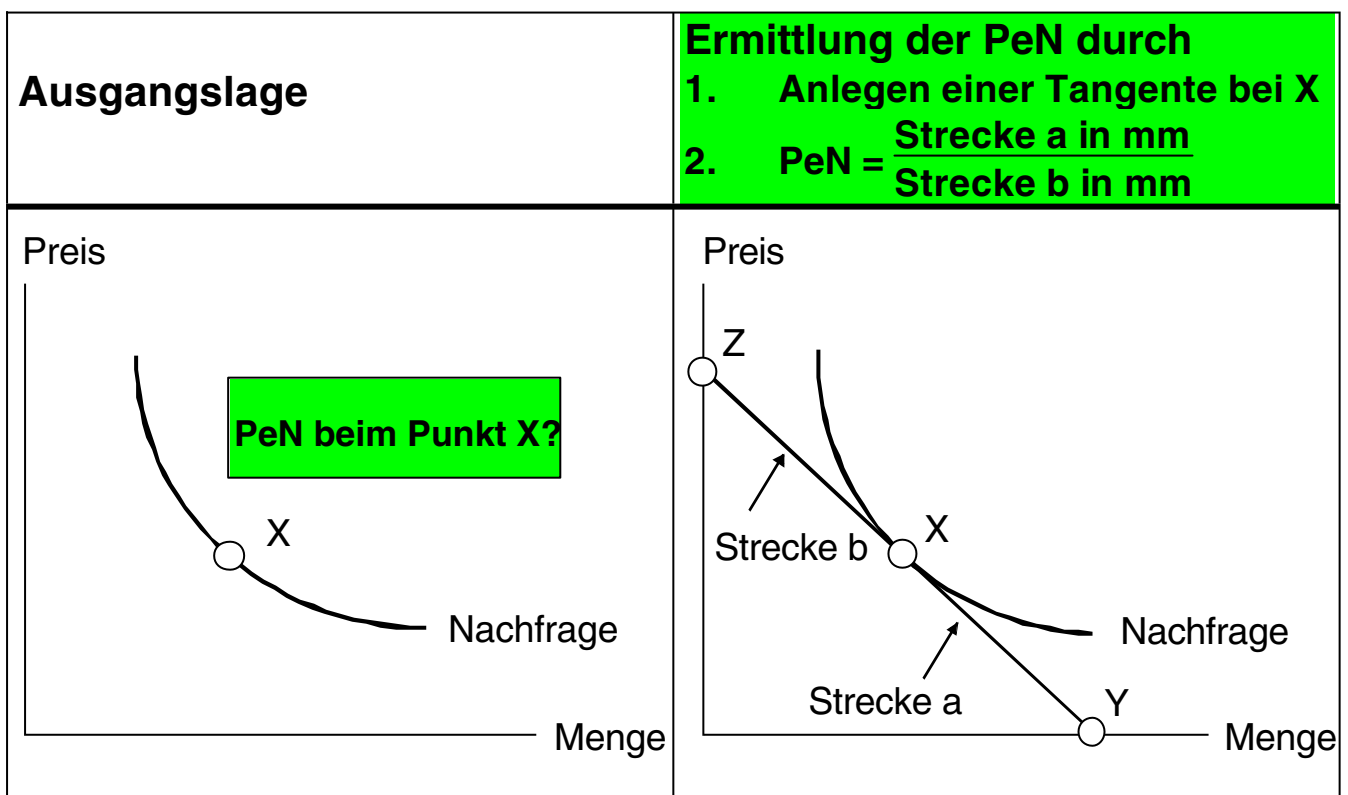 Ausgangslage
Ermittlung der PeN durch
1. Anlegen einer Tangente bei X
2. PeN = Strecke a in mm
Strecke b in mm
Preis
PeN beim Punkt X?
X
Nachfrage
Menge
Preis
Z
X
Strecke b
Nachfrage
Strecke a
Y
Menge